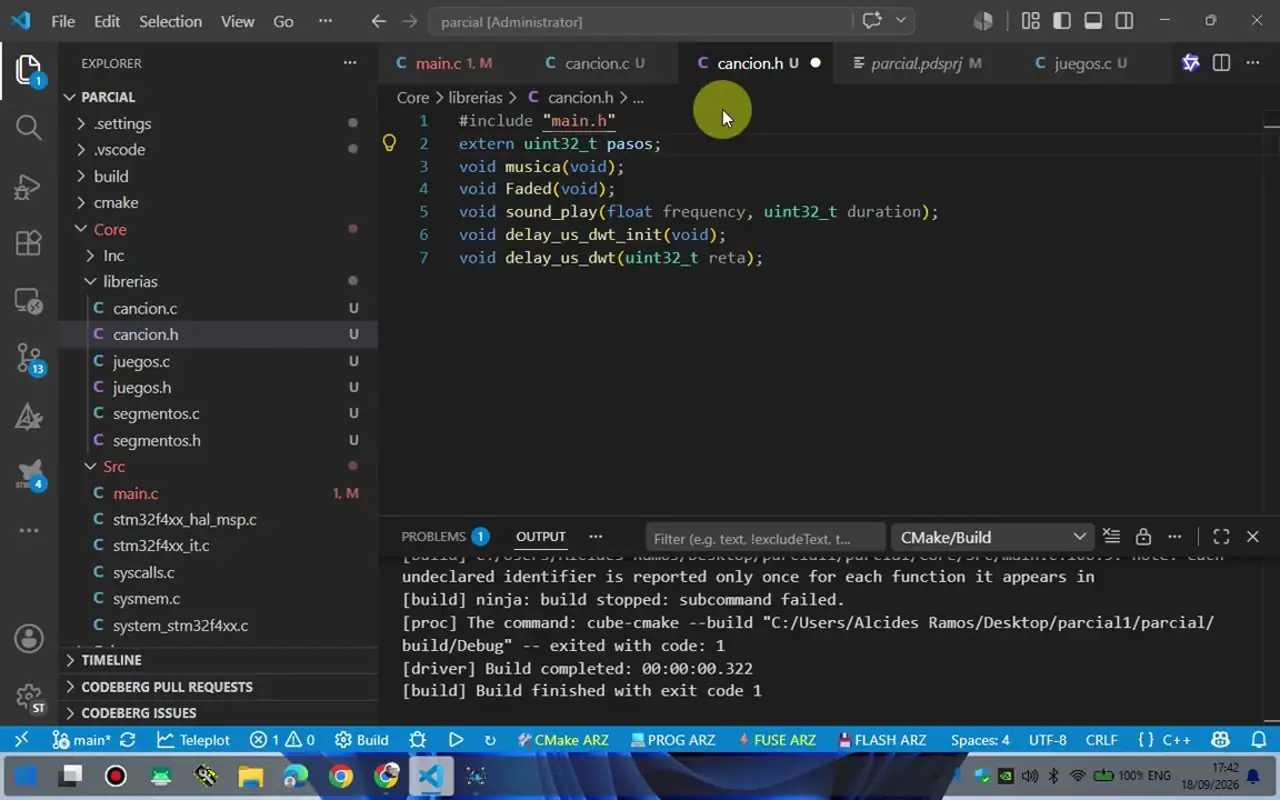 File Edit Selection View Go ··· parcial [Administrator]
EXPLORER ···
main.c 1, M
cancion.c U
cancion.h U
parcial.pdsprj M
juegos.c U
Core > librerias > C cancion.h > ...
PARCIAL
.settings
.vscode
build
cmake
Core
Inc
librerias
C cancion.c U
C cancion.h U
C juegos.c U
C juegos.h U
C segmentos.c U
C segmentos.h U
Src
C main.c 1, M
C stm32f4xx_hal_msp.c
C stm32f4xx_it.c
C syscalls.c
C sysmem.c
C system_stm32f4xx.c
TIMELINE
CODEBERG PULL REQUESTS
CODEBERG ISSUES
1
13
4
ST
1 #include "main.h"
2 extern uint32_t pasos;
3 void musica(void);
4 void Faded(void);
5 void sound_play(float frequency, uint32_t duration);
6 void delay_us_dwt_init(void);
7 void delay_us_dwt(uint32_t reta);
PROBLEMS 1 OUTPUT ··· Filter (e.g. text, !excludeText, t... CMake/Build
undeclared identifier is reported only once for each function it appears in
[build] ninja: build stopped: subcommand failed.
[proc] The command: cube-cmake --build "C:/Users/Alcides Ramos/Desktop/parcial1/parcial/
build/Debug" -- exited with code: 1
[driver] Build completed: 00:00:00.322
[build] Build finished with exit code 1
main* Teleplot 1 0 Build CMake ARZ PROG ARZ FUSE ARZ FLASH ARZ Spaces: 4 UTF-8 CRLF {} C++
100% ENG 17:42
18/09/2026